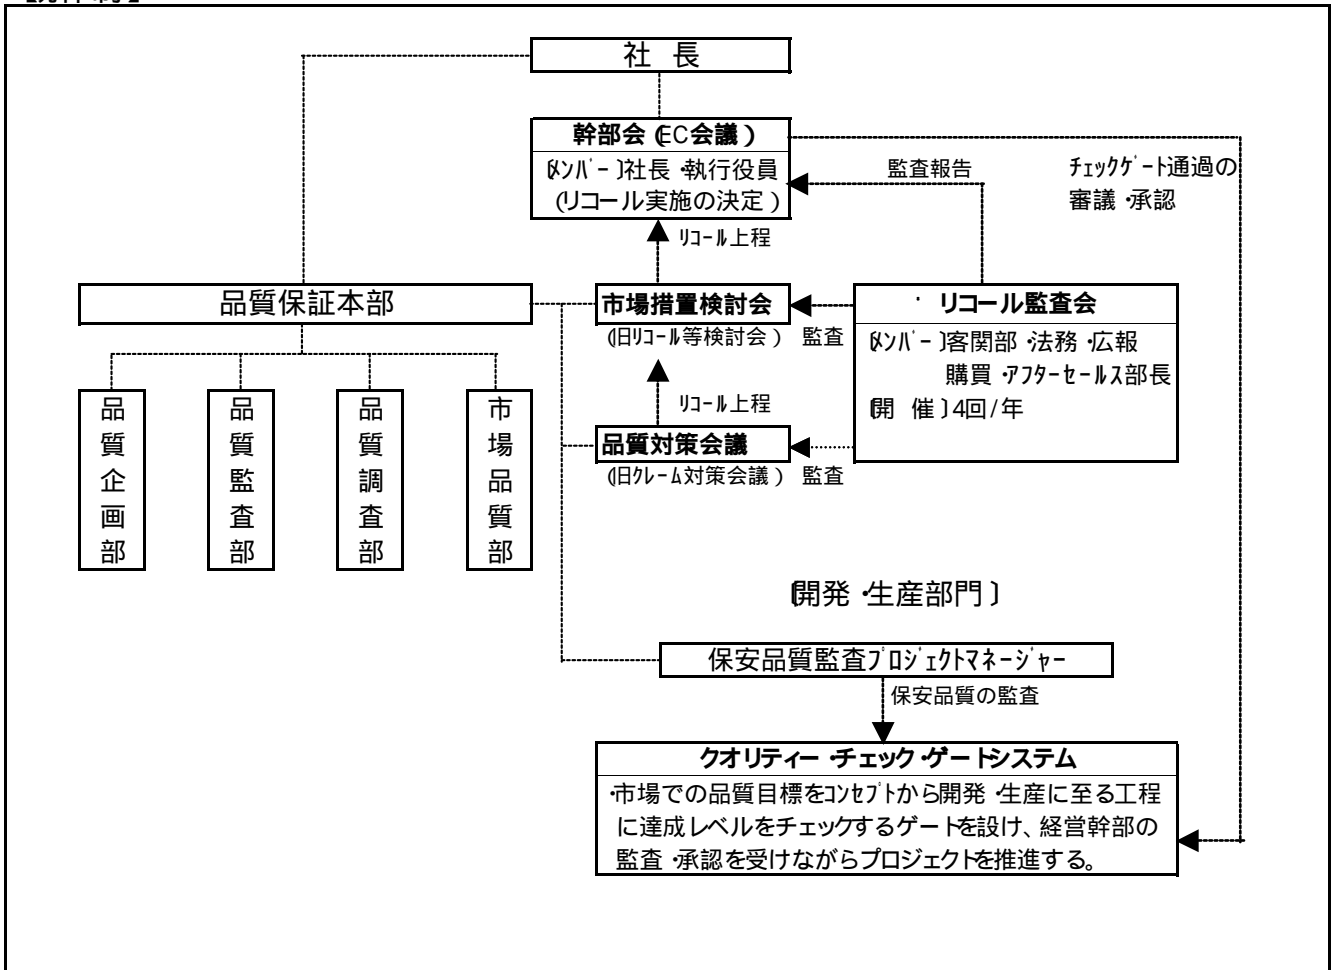 社 長
幹部会(EC会議)
〔メンバー〕社長・執行役員
(リコール実施の決定)
監査報告
チェックゲート通過の
審議・承認
リコール上程
品質保証本部
市場措置検討会
(旧リコール等検討会)
監査
リコール監査会
〔メンバー〕客関部・法務・広報
購買・アフターセールス部長
〔開 催〕4回/年
リコール上程
品質対策会議
(旧クレーム対策会議)
監査
品質企画部
品質監査部
品質調査部
市場品質部
〔開発・生産部門〕
保安品質監査プロジェクトマネージャー
保安品質の監査
クオリティー・チェック・ゲートシステム
・市場での品質目標をコンセプトから開発・生産に至る工程
に達成レベルをチェックするゲートを設け、経営幹部の
監査・承認を受けながらプロジェクトを推進する。